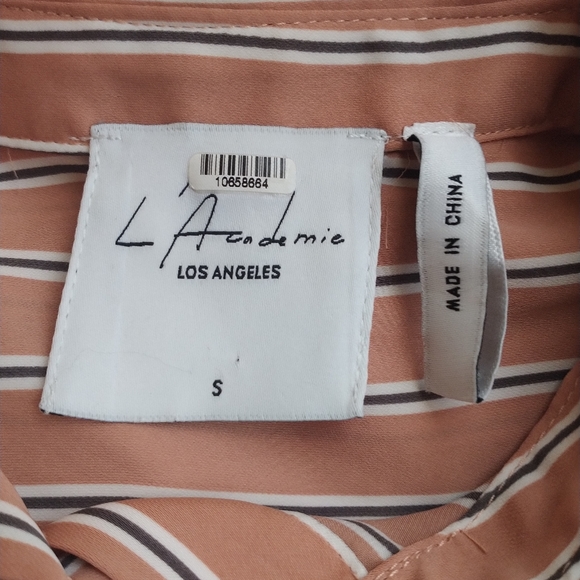 10658664
L'Academie
LOS ANGELES
S
MADE IN CHINA